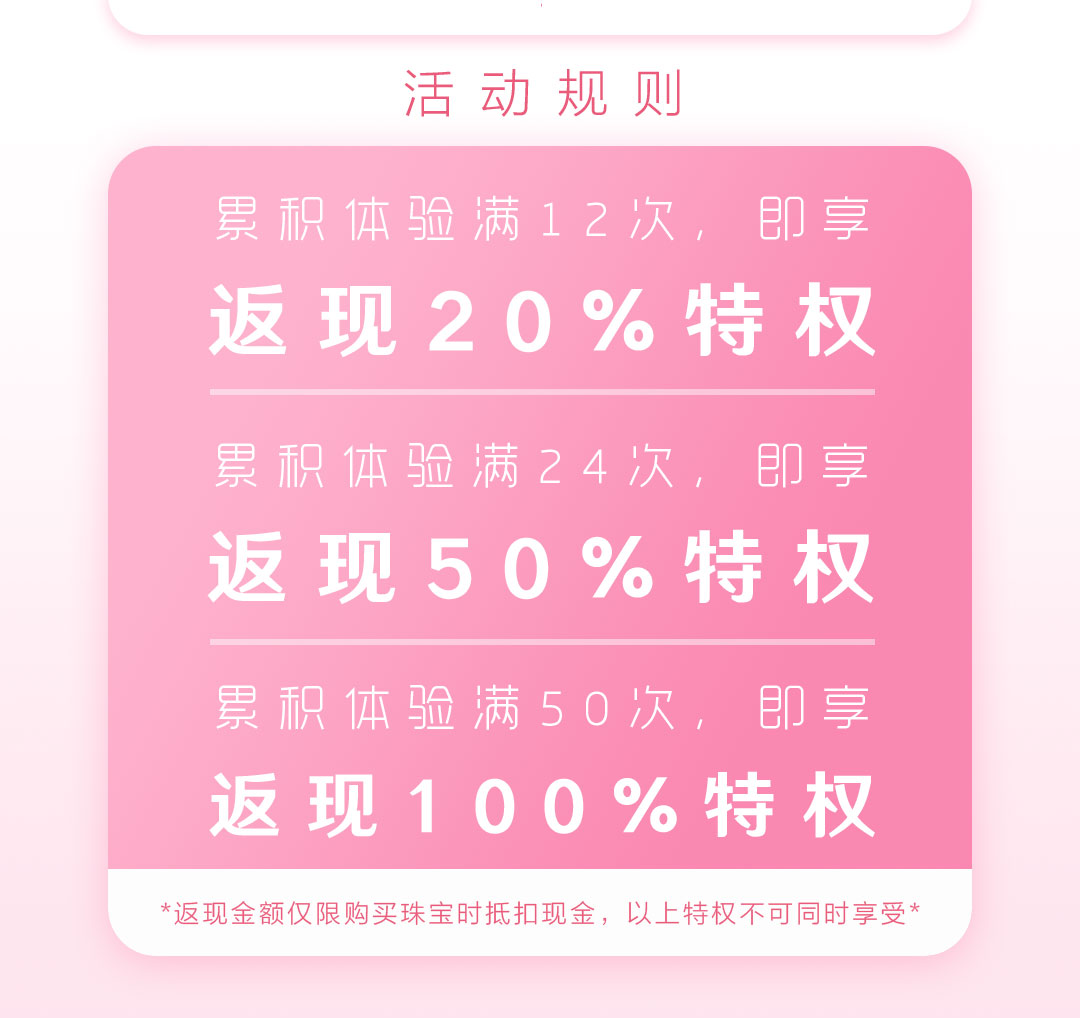 活动规则
累积体验满12次，即享
返现20%特权
累积体验满24次，即享
返现50%特权
累积体验满50次，即享
返现100%特权
*返现金额仅限购买珠宝时抵扣现金，以上特权不可同时享受*